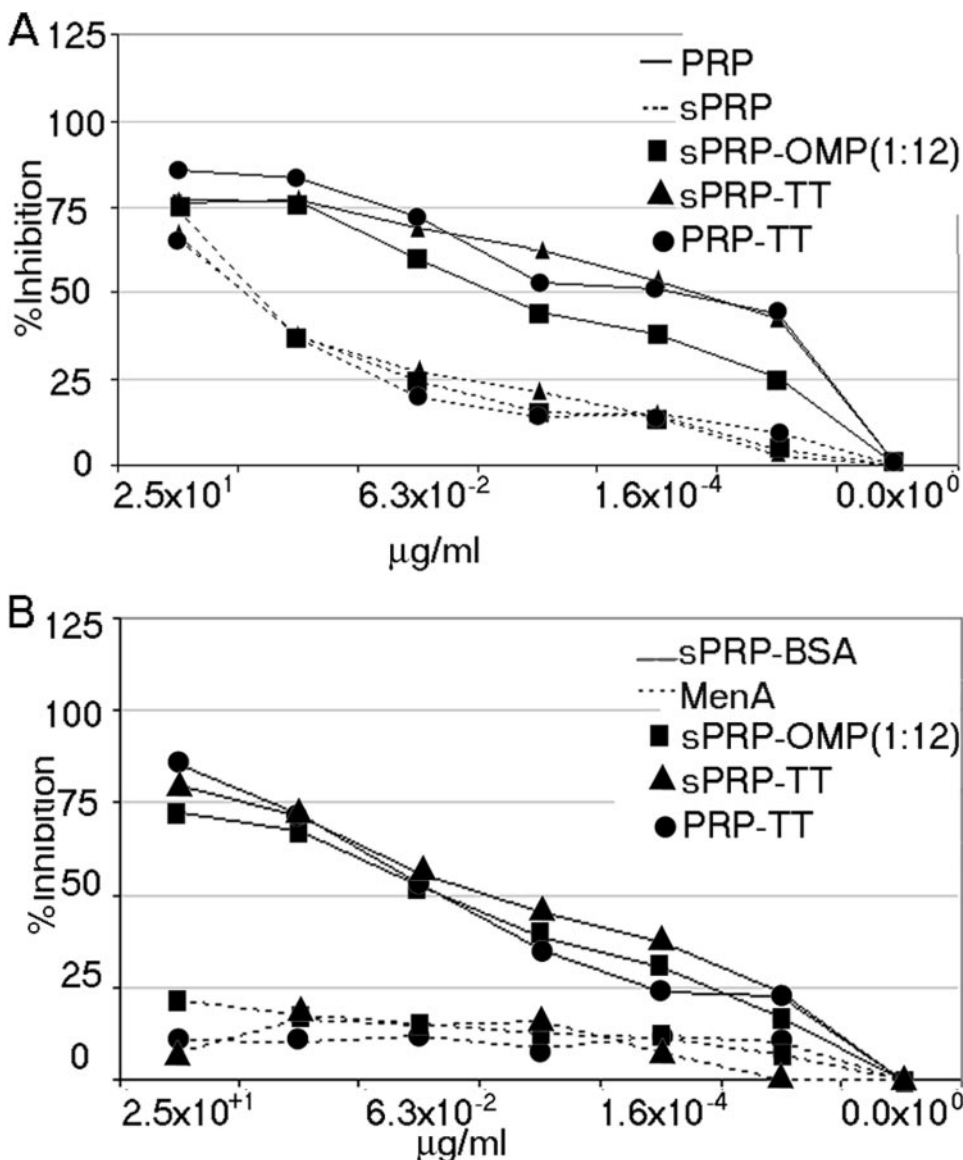 A
125
100
75
50
25
0
%Inhibition
PRP
sPRP
sPRP-OMP(1:12)
sPRP-TT
PRP-TT
2.5x10¹ 6.3x10⁻² 1.6x10⁻⁴ 0.0x10⁰
µg/ml
B
125
100
75
50
25
0
%Inhibition
sPRP-BSA
MenA
sPRP-OMP(1:12)
sPRP-TT
PRP-TT
2.5x10⁺¹ 6.3x10⁻² 1.6x10⁻⁴ 0.0x10⁰
µg/ml